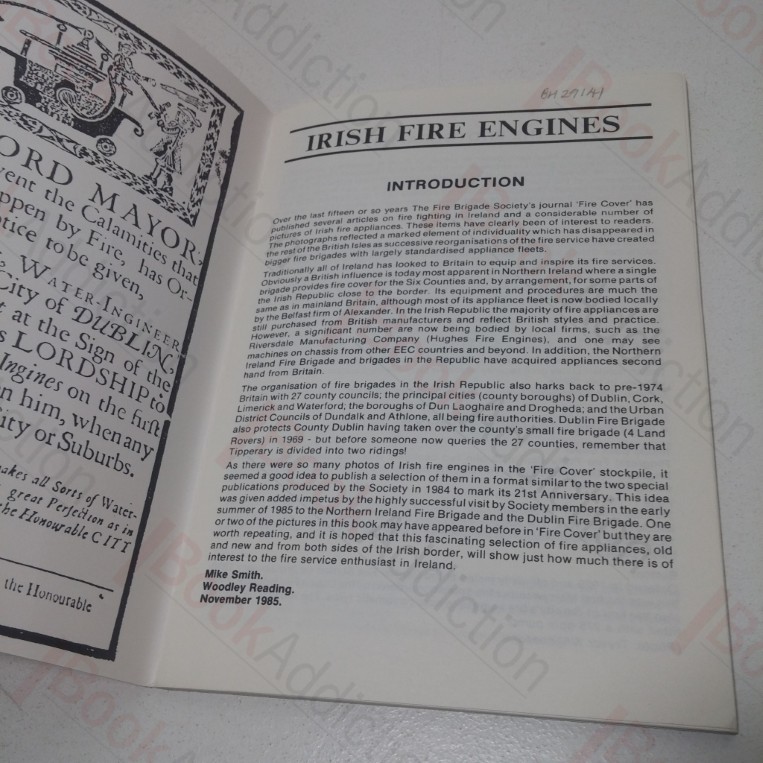 ORD MAYOR,
vent the Calamities that
ppen by Fire, has Or-
otice to be given,
WATER-INGINEER
City of DUBLIN,
at the Sign of the
s LORDSHIP to
Ingines on the first
in him, when any
City or Suburbs.
akes all Sorts of Water-
great Perfection as in
the Honourable CITY
the Honourable
IRISH FIRE ENGINES
INTRODUCTION
Over the last fifteen or so years The Fire Brigade Society's journal 'Fire Cover' has
published several articles on fire fighting in Ireland and a considerable number of
pictures of Irish fire appliances. These items have clearly been of interest to readers.
The photographs reflected a marked element of individuality which has disappeared in
the rest of the British Isles as successive reorganisations of the fire service have created
bigger fire brigades with largely standardised appliance fleets.
Traditionally all of Ireland has looked to Britain to equip and inspire its fire services.
Obviously a British influence is today most apparent in Northern Ireland where a single
brigade provides fire cover for the Six Counties and, by arrangement, for some parts of
the Irish Republic close to the border. Its equipment and procedures are much the
same as in mainland Britain, although most of its appliance fleet is now bodied locally
by the Belfast firm of Alexander. In the Irish Republic the majority of fire appliances are
still purchased from British manufacturers and reflect British styles and practice.
However, a significant number are now being bodied by local firms, such as the
Riversdale Manufacturing Company (Hughes Fire Engines), and one may see
machines on chassis from other EEC countries and beyond. In addition, the Northern
Ireland Fire Brigade and brigades in the Republic have acquired appliances second
hand from Britain.
The organisation of fire brigades in the Irish Republic also harks back to pre-1974
Britain with 27 county councils; the principal cities (county boroughs) of Dublin, Cork,
Limerick and Waterford; the boroughs of Dun Laoghaire and Drogheda; and the Urban
District Councils of Dundalk and Athlone, all being fire authorities. Dublin Fire Brigade
also protects County Dublin having taken over the county's small fire brigade (4 Land
Rovers) in 1969 - but before someone now queries the 27 counties, remember that
Tipperary is divided into two ridings!
As there were so many photos of Irish fire engines in the 'Fire Cover' stockpile, it
seemed a good idea to publish a selection of them in a format similar to the two special
publications produced by the Society in 1984 to mark its 21st Anniversary. This idea
was given added impetus by the highly successful visit by Society members in the early
summer of 1985 to the Northern Ireland Fire Brigade and the Dublin Fire Brigade. One
or two of the pictures in this book may have appeared before in 'Fire Cover' but they are
worth repeating, and it is hoped that this fascinating selection of fire appliances, old
and new and from both sides of the Irish border, will show just how much there is of
interest to the fire service enthusiast in Ireland.
Mike Smith.
Woodley Reading.
November 1985.
BookAddiction